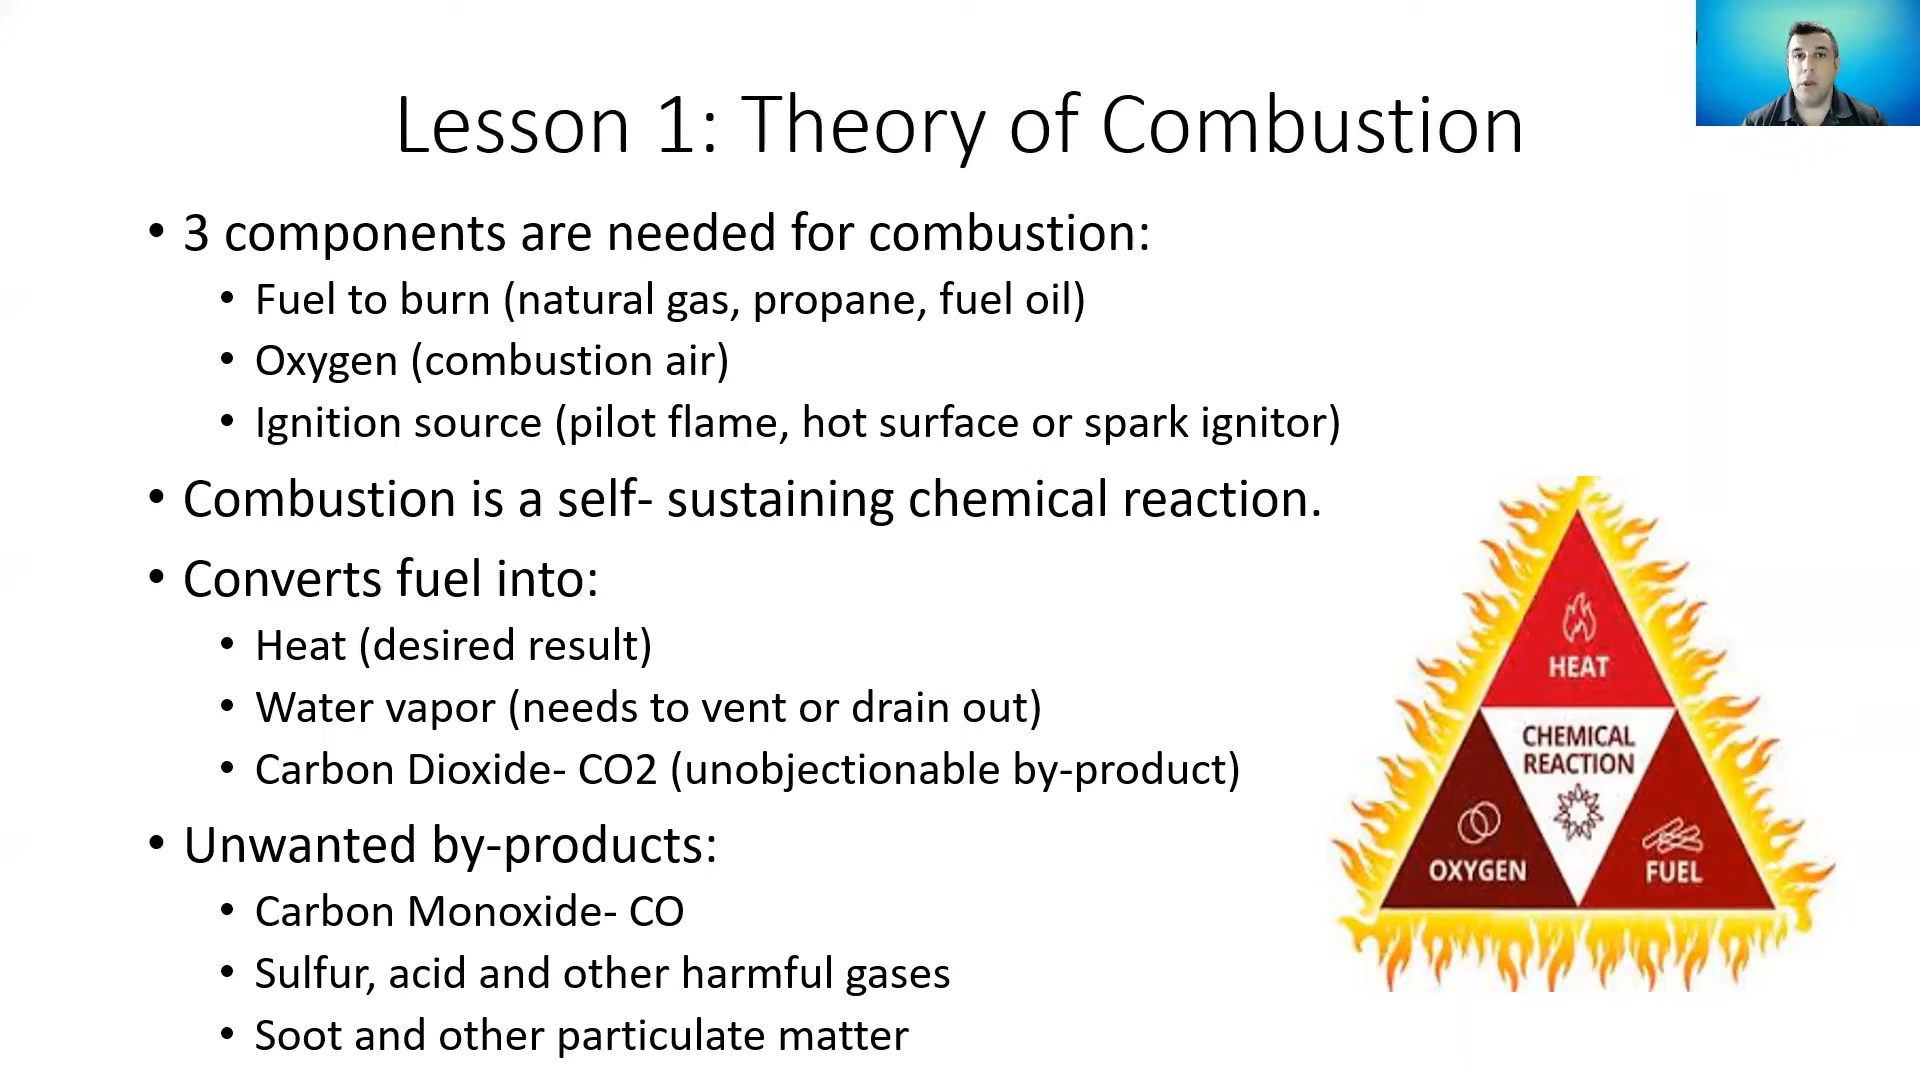 Lesson 1: Theory of Combustion
• 3 components are needed for combustion:
• Fuel to burn (natural gas, propane, fuel oil)
• Oxygen (combustion air)
• Ignition source (pilot flame, hot surface or spark ignitor)
• Combustion is a self- sustaining chemical reaction.
• Converts fuel into:
• Heat (desired result)
• Water vapor (needs to vent or drain out)
• Carbon Dioxide- CO2 (unobjectionable by-product)
• Unwanted by-products:
• Carbon Monoxide- CO
• Sulfur, acid and other harmful gases
• Soot and other particulate matter
HEAT
CHEMICAL
REACTION
OXYGEN
FUEL